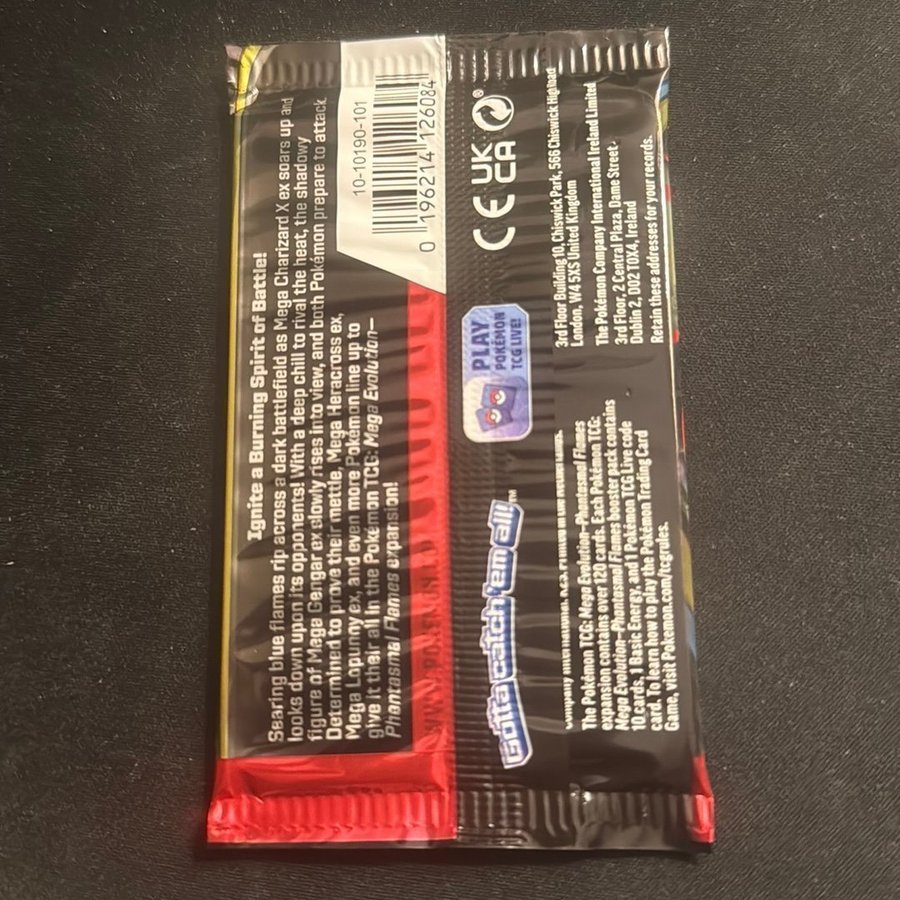 Ignite a Burning Spirit of Battle!
Searing blue flames rip across a dark battlefield as Mega Charizard X ex soars up and
looks down upon its opponents! With a deep chill to rival the heat, the shadowy
figure of Mega Gengar ex slowly rises into view, and both Pokémon prepare to attack.
Determined to prove their mettle, Mega Heracross ex,
Mega Lopunny ex, and even more Pokémon line up to
give it their all in the Pokémon TCG: Mega Evolution—
Phantasmal Flames expansion!
10-10190-101
0 196214 126084
WWW.POKEMON.CO
Gotta catch 'em all!™
PLAY
POKÉMON
TCG LIVE!
CE UK
CA
®
The Pokémon TCG: Mega Evolution—Phantasmal Flames
expansion contains over 120 cards. Each Pokémon TCG:
Mega Evolution—Phantasmal Flames booster pack contains
10 cards, 1 Basic Energy, and 1 Pokémon TCG Live code
card. To learn how to play the Pokémon Trading Card
Game, visit Pokemon.com/tcgrules.
3rd Floor Building 10, Chiswick Park, 566 Chiswick High
London, W4 5XS United Kingdom
The Pokémon Company International Ireland Limited
3rd Floor, 2 Central Plaza, Dame Street
Dublin 2, D02 T0X4, Ireland
Retain these addresses for your records.